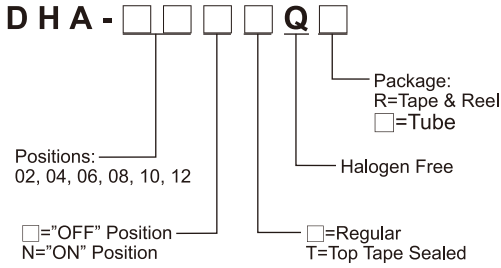 DHA-□□□□Q□
Package:
R=Tape & Reel
□=Tube
Positions:
02, 04, 06, 08, 10, 12
Halogen Free
□="OFF" Position
N="ON" Position
□=Regular
T=Top Tape Sealed